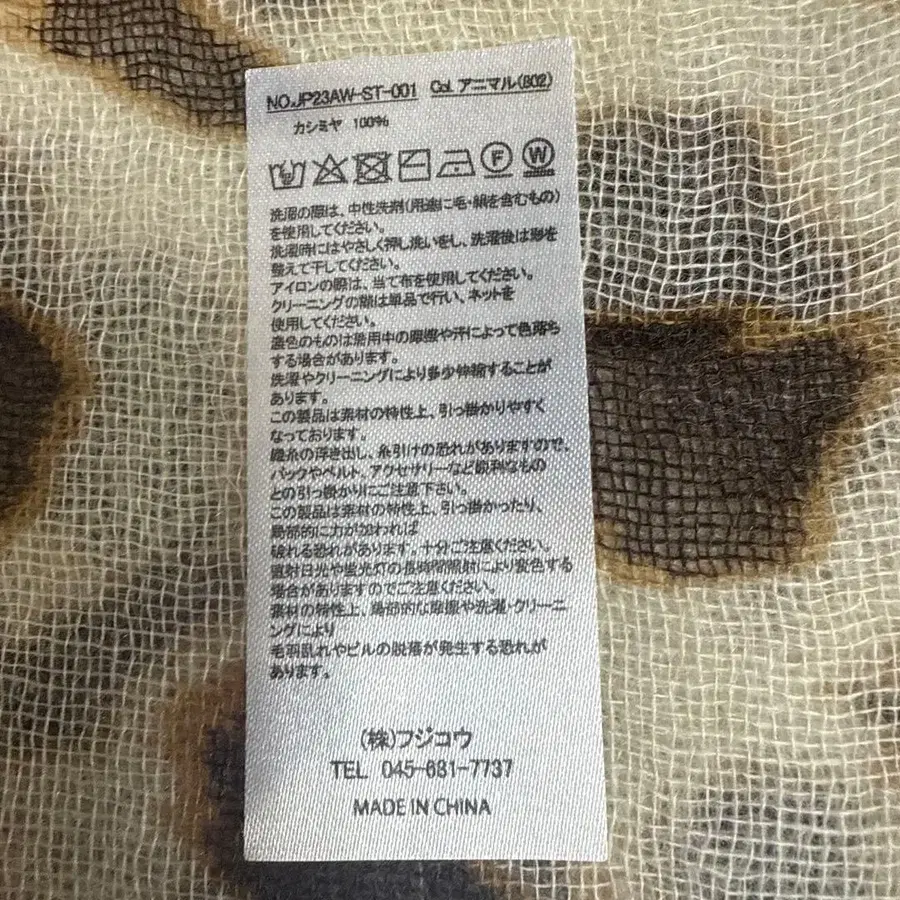 NO.JP23AW-ST-001 Col. アニマル(802)
カシミヤ 100%
F W
洗濯の際は、中性洗剤(用途に毛・絹を含むもの)
を使用してください。
洗濯時にはやさしく押し洗いをし、洗濯後は形を
整えて干してください。
アイロンの際は、当て布を使用してください。
クリーニングの際は単品で行い、ネットを
使用してください。
濃色のものは着用中の摩擦や汗によって色落ち
する場合があります。
洗濯やクリーニングにより多少伸縮することが
あります。
この製品は素材の特性上、引っ掛かりやすく
なっております。
織糸の浮き出し、糸引けの恐れがありますので、
バックやベルト、アクセサリーなど鋭利なもの
との引っ掛かりにご注意下さい。
この製品は素材の特性上、引っ掛かったり、
局部的に力が加われば
破れる恐れがあります。十分ご注意ください。
直射日光や蛍光灯の長時間照射により変色する
場合がありますのでご注意ください。
素材の特性上、局部的な摩擦や洗濯・クリーニ
ングにより
毛羽乱れやピルの脱落が発生する恐れが
あります。
(株)フジコウ
TEL 045-681-7737
MADE IN CHINA